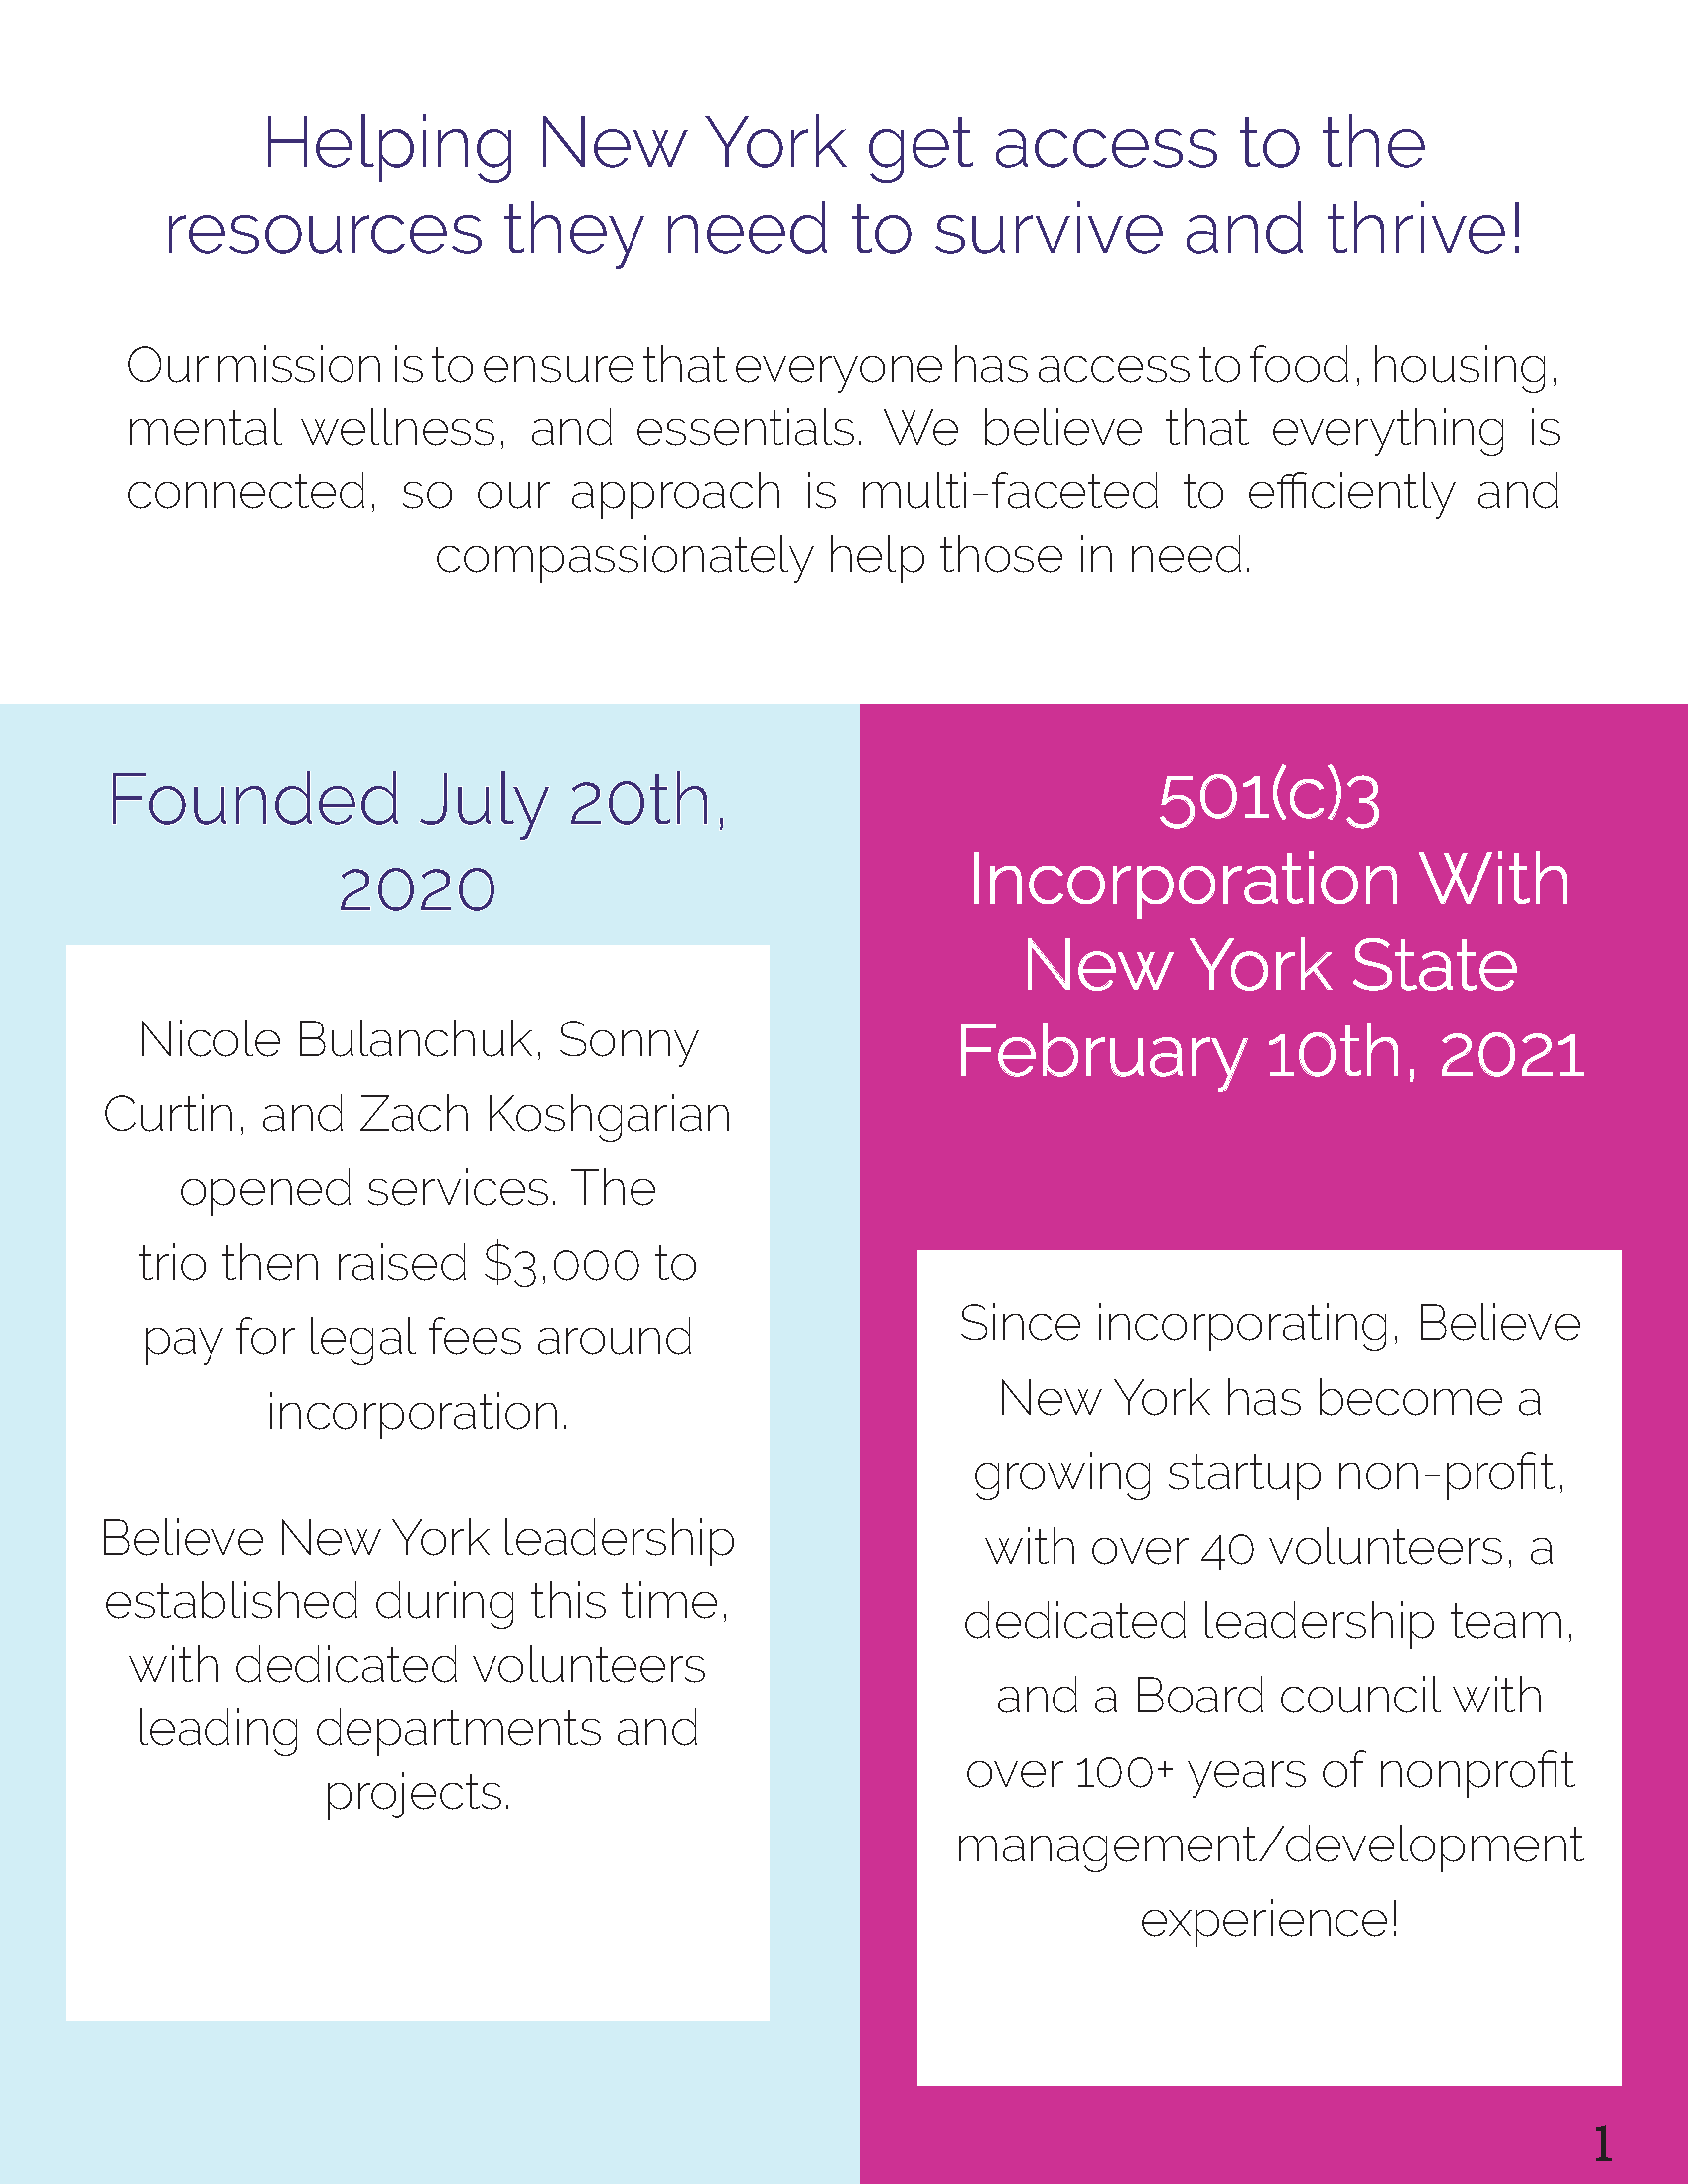 Helping New York get access to the
resources they need to survive and thrive!
Our mission is to ensure that everyone has access to food, housing,
mental wellness, and essentials. We believe that everything is
connected, so our approach is multi-faceted to efficiently and
compassionately help those in need.
Founded July 20th,
2020
Nicole Bulanchuk, Sonny
Curtin, and Zach Koshgarian
opened services. The
trio then raised $3,000 to
pay for legal fees around
incorporation.
Believe New York leadership
established during this time,
with dedicated volunteers
leading departments and
projects.
501(c)3
Incorporation With
New York State
February 10th, 2021
Since incorporating, Believe
New York has become a
growing startup non-profit,
with over 40 volunteers, a
dedicated leadership team,
and a Board council with
over 100+ years of nonprofit
management/development
experience!
1